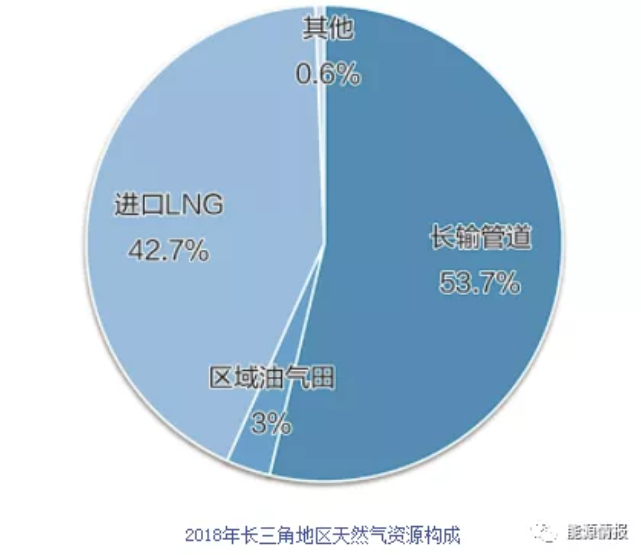 其他
0.6%
进口LNG
42.7%
长输管道
53.7%
区域油气田
3%
2018年长三角地区天然气资源构成
能源情报